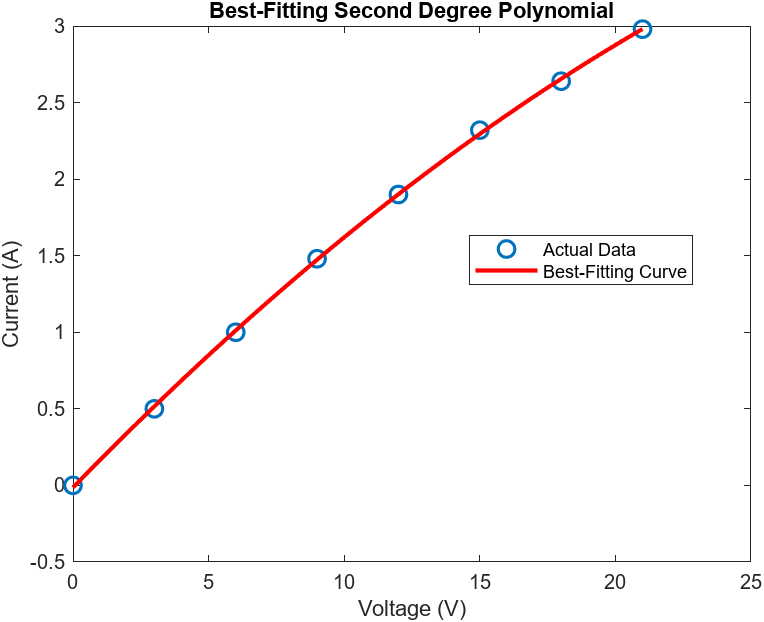 Best-Fitting Second Degree Polynomial
3
2.5
2
1.5
1
0.5
0
-0.5
Current (A)
Actual Data
Best-Fitting Curve
0 5 10 15 20 25
Voltage (V)